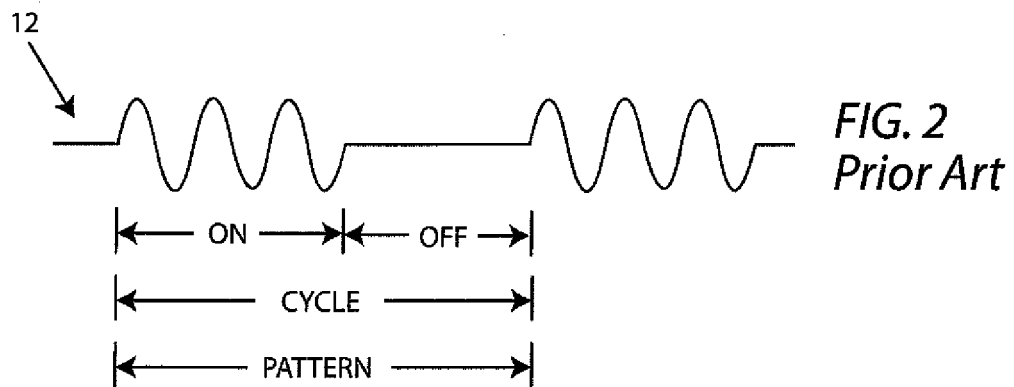 12
FIG. 2
Prior Art
ON OFF
CYCLE
PATTERN